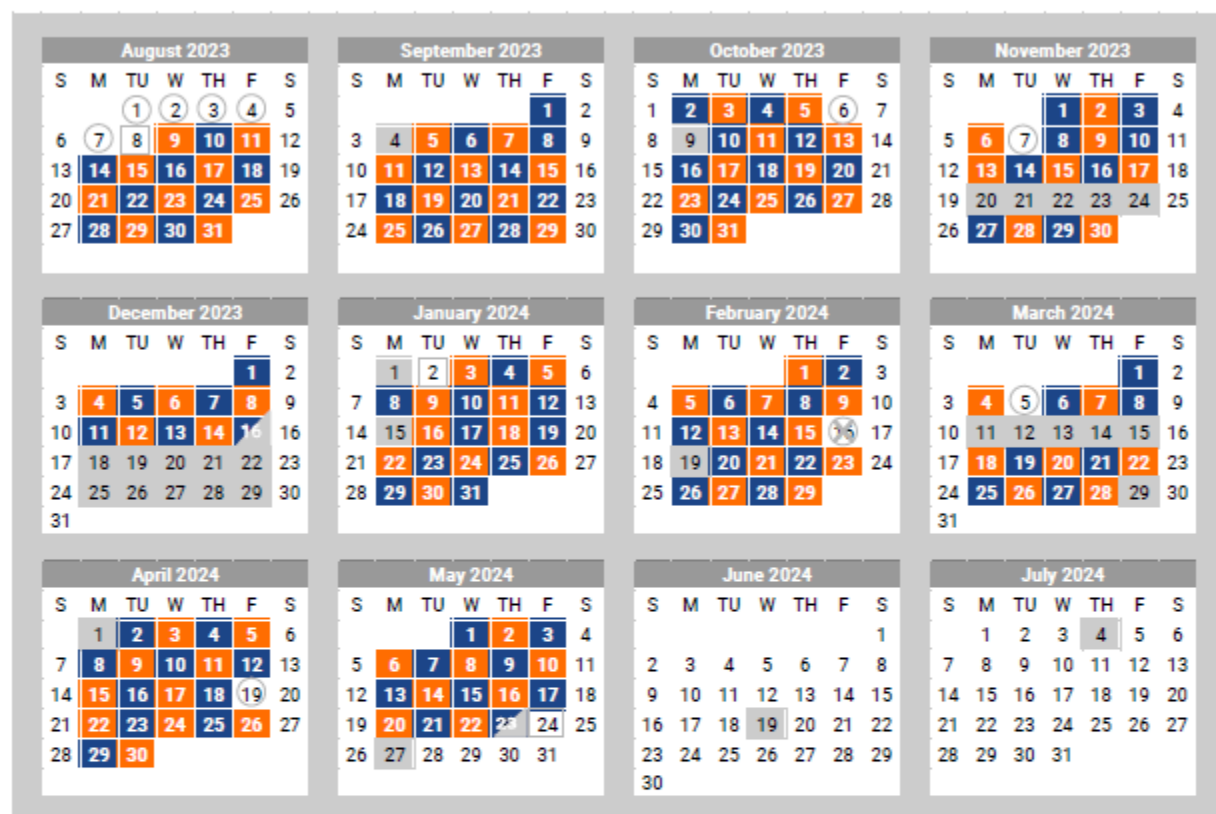 August 2023 September 2023 October 2023 November 2023
S M TU W TH F S S M TU W TH F S S M TU W TH F S S M TU W TH F S
1 2 3 4 5 1 2 1 2 3 4 5 6 7 1 2 3 4
6 7 8 9 10 11 12 3 4 5 6 7 8 9 8 9 10 11 12 13 14 5 6 7 8 9 10 11
13 14 15 16 17 18 19 10 11 12 13 14 15 16 15 16 17 18 19 20 21 12 13 14 15 16 17 18
20 21 22 23 24 25 26 17 18 19 20 21 22 23 22 23 24 25 26 27 28 19 20 21 22 23 24 25
27 28 29 30 31 24 25 26 27 28 29 30 29 30 31 26 27 28 29 30
December 2023 January 2024 February 2024 March 2024
S M TU W TH F S S M TU W TH F S S M TU W TH F S S M TU W TH F S
1 2 1 2 3 4 5 6 1 2 3 1 2
3 4 5 6 7 8 9 7 8 9 10 11 12 13 4 5 6 7 8 9 10 3 4 5 6 7 8 9
10 11 12 13 14 16 16 14 15 16 17 18 19 20 11 12 13 14 15 16 17 10 11 12 13 14 15 16
17 18 19 20 21 22 23 21 22 23 24 25 26 27 18 19 20 21 22 23 24 17 18 19 20 21 22 23
24 25 26 27 28 29 30 28 29 30 31 25 26 27 28 29 24 25 26 27 28 29 30
31 31
April 2024 May 2024 June 2024 July 2024
S M TU W TH F S S M TU W TH F S S M TU W TH F S S M TU W TH F S
1 2 3 4 5 6 1 2 3 4 1 1 2 3 4 5 6
7 8 9 10 11 12 13 5 6 7 8 9 10 11 2 3 4 5 6 7 8 7 8 9 10 11 12 13
14 15 16 17 18 19 20 12 13 14 15 16 17 18 9 10 11 12 13 14 15 14 15 16 17 18 19 20
21 22 23 24 25 26 27 19 20 21 22 23 24 25 16 17 18 19 20 21 22 21 22 23 24 25 26 27
28 29 30 26 27 28 29 30 31 23 24 25 26 27 28 29 28 29 30 31
30